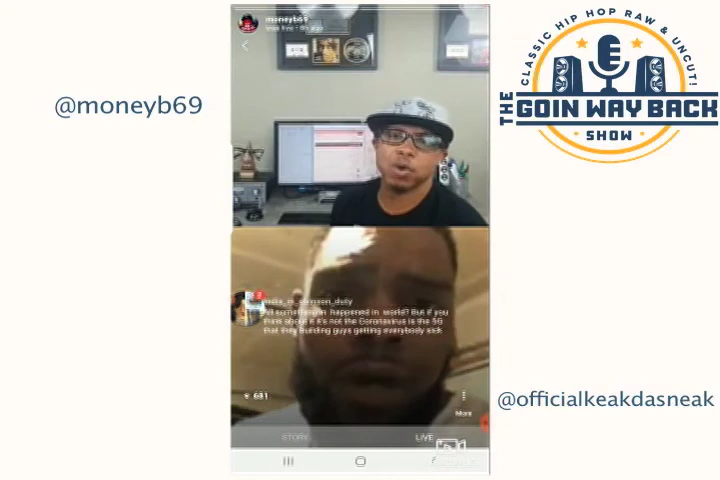 moneyb69
@moneyb69
CLASSIC HIP HOP RAW & UNCUT!
THE
GOIN WAY BACK
SHOW
happened in world? But if you
think about it it's not the Coronavirus is the 5G
that they building guys getting everybody sick
681
More
@officialkeakdasneak
STORY
LIVE